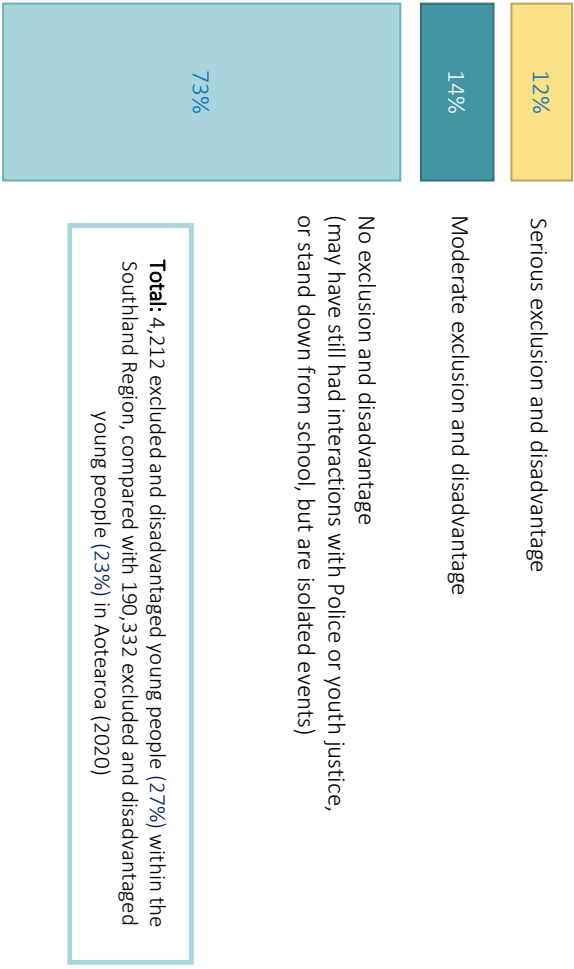 12%
Serious exclusion and disadvantage
14%
Moderate exclusion and disadvantage
73%
No exclusion and disadvantage
(may have still had interactions with Police or youth justice,
or stand down from school, but are isolated events)
Total: 4,212 excluded and disadvantaged young people (27%) within the
Southland Region, compared with 190,332 excluded and disadvantaged
young people (23%) in Aotearoa (2020)